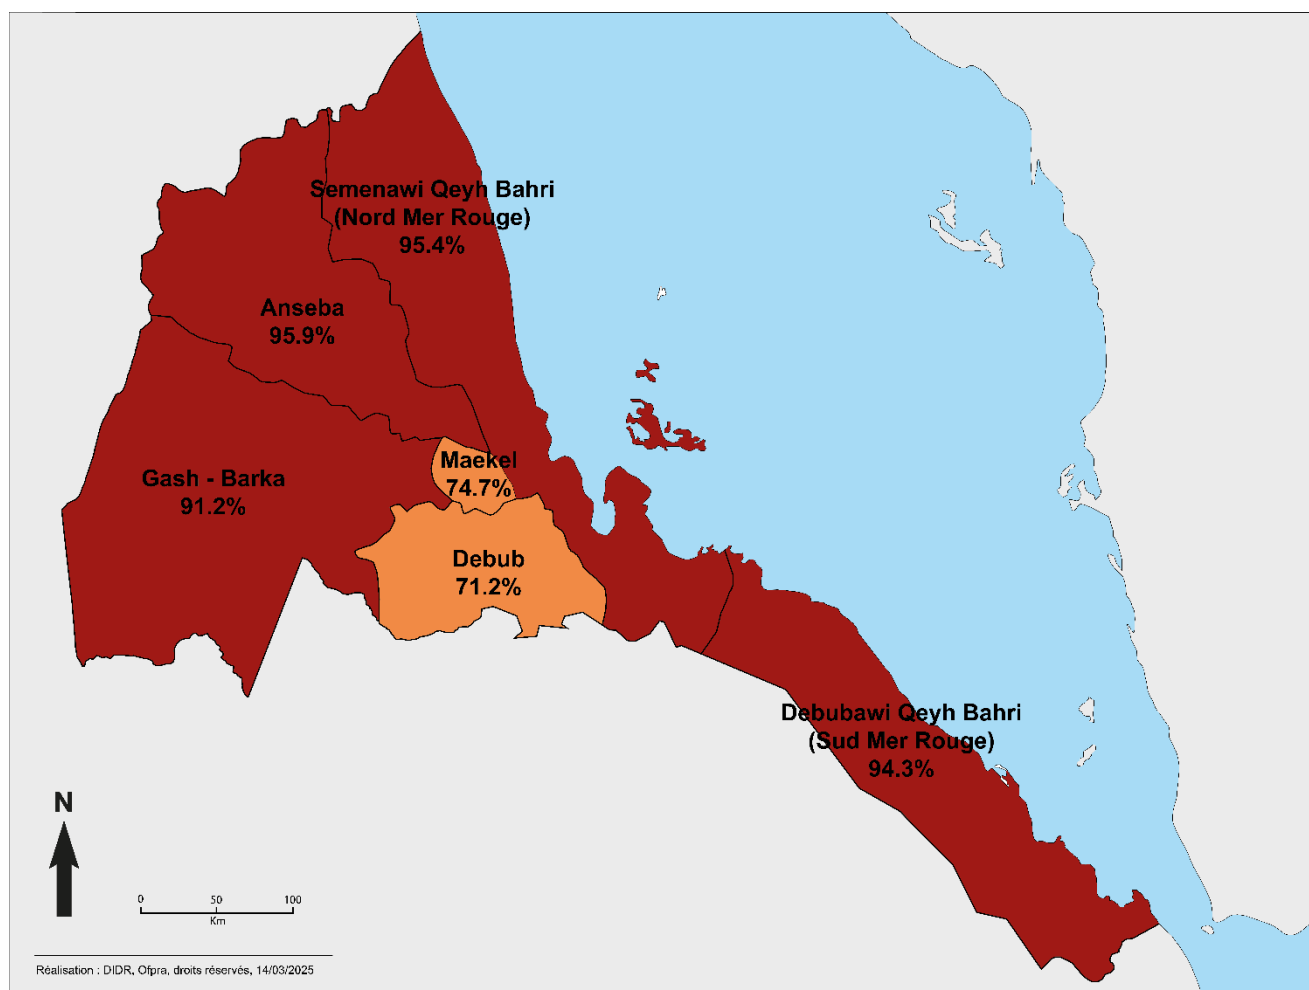 Semenawi Qeyh Bahri
(Nord Mer Rouge)
95.4%
Anseba
95.9%
Maekel
74.7%
Gash - Barka
91.2%
Debub
71.2%
Debubawi Qeyh Bahri
(Sud Mer Rouge)
94.3%
N
0 50 100
Km
Réalisation : DIDR, Ofpra, droits réservés, 14/03/2025